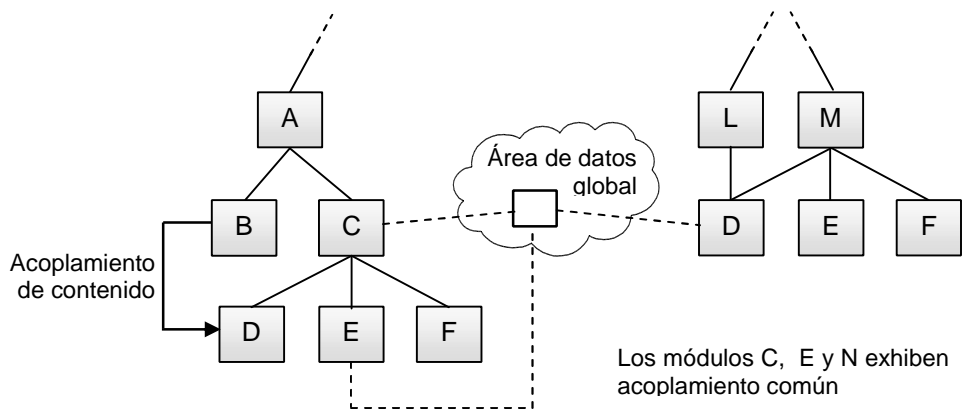 A
L
M
Área de datos
global
B
C
D
E
F
Acoplamiento
de contenido
D
E
F
Los módulos C, E y N exhiben
acoplamiento común